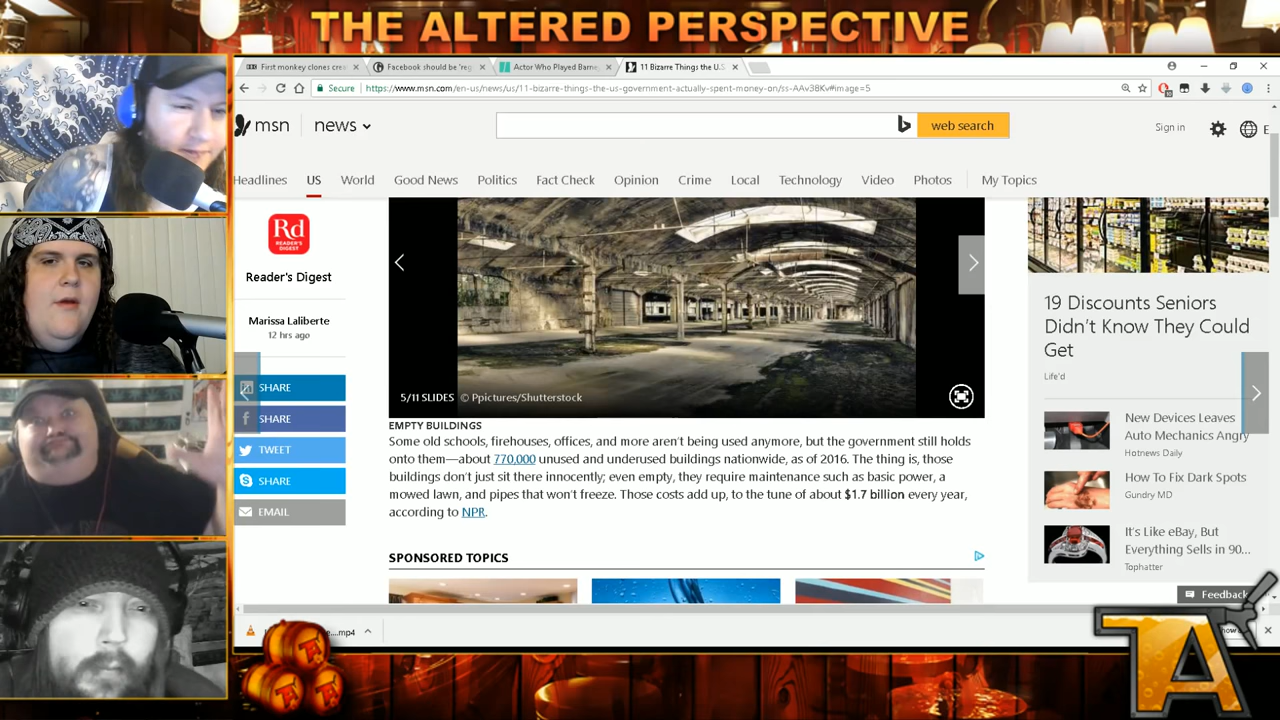 THE ALTERED PERSPECTIVE
First monkey clones cre
Facebook should be 'reg
Actor Who Played Barne
11 Bizarre Things the U.S.
Secure
https://www.msn.com/en-us/news/us/11-bizarre-things-the-us-government-actually-spent-money-on/ss-AAv38Kv#image=5
msn
news
web search
Sign in
Headlines
US
World
Good News
Politics
Fact Check
Opinion
Crime
Local
Technology
Video
Photos
My Topics
Rd
READER'S DIGEST
Reader's Digest
Marissa Laliberte
12 hrs ago
SHARE
SHARE
TWEET
SHARE
EMAIL
5/11 SLIDES © Ppictures/Shutterstock
EMPTY BUILDINGS
Some old schools, firehouses, offices, and more aren't being used anymore, but the government still holds
onto them—about 770,000 unused and underused buildings nationwide, as of 2016. The thing is, those
buildings don't just sit there innocently; even empty, they require maintenance such as basic power, a
mowed lawn, and pipes that won't freeze. Those costs add up, to the tune of about $1.7 billion every year,
according to NPR.
SPONSORED TOPICS
19 Discounts Seniors
Didn't Know They Could
Get
Life'd
New Devices Leaves
Auto Mechanics Angry
Hotnews Daily
How To Fix Dark Spots
Gundry MD
It's Like eBay, But
Everything Sells in 90...
Tophatter
Feedback
....mp4
TA